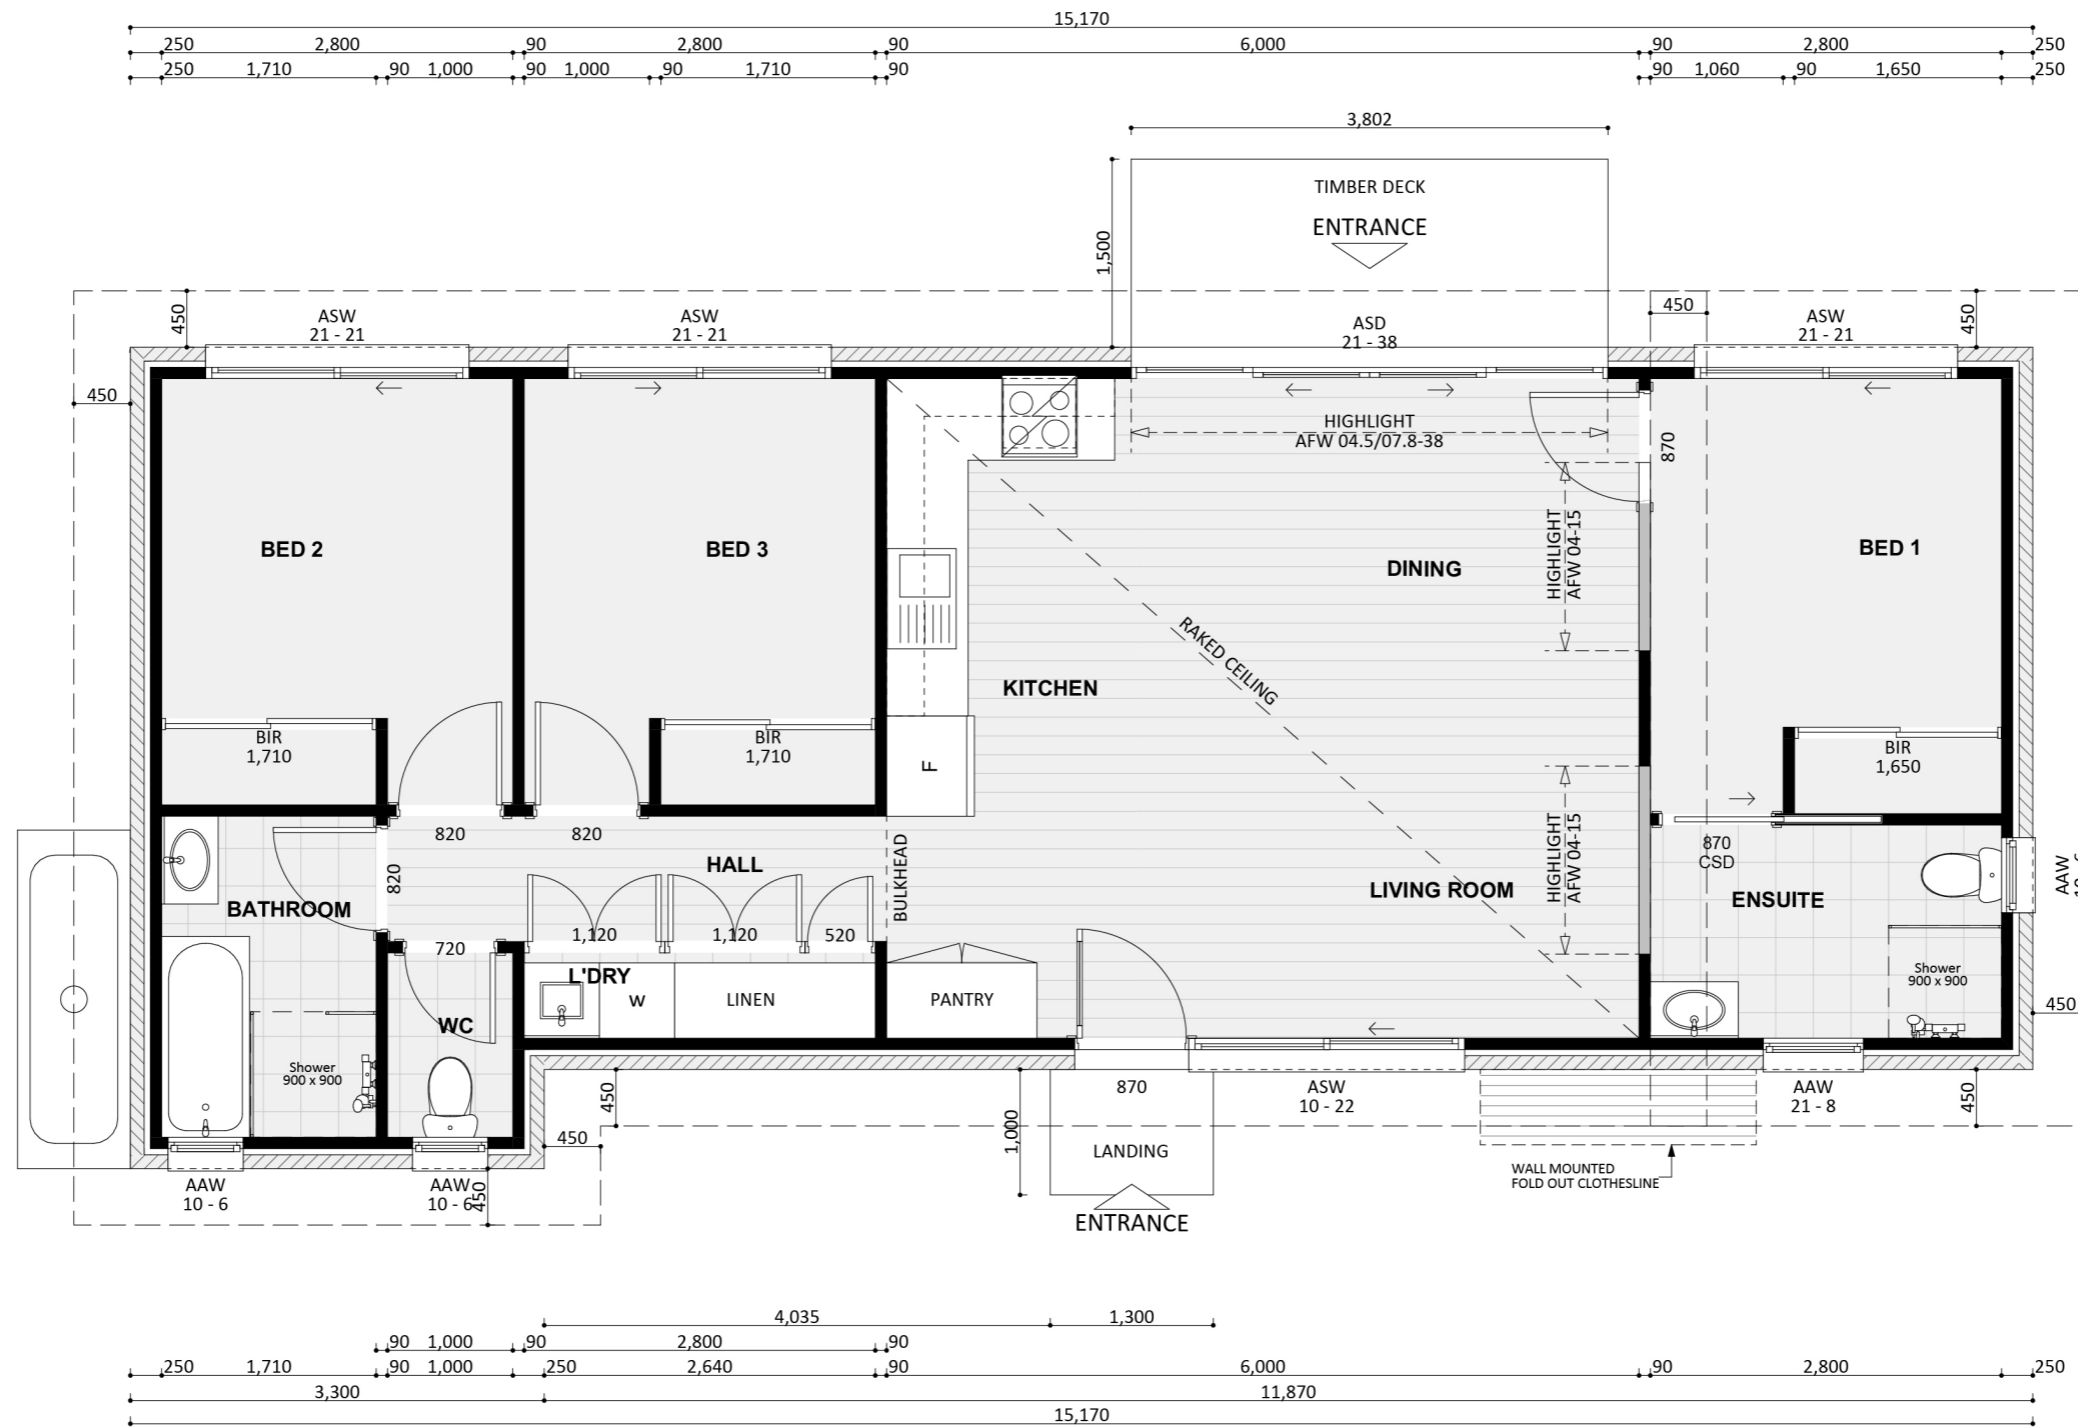 15,170
250 2,800 90 2,800 90 6,000 90 2,800 250
250 1,710 90 1,000 90 1,000 90 1,710 90 90 1,060 90 1,650 250
3,802
TIMBER DECK
ENTRANCE
1,500
450
ASW
21 - 21
ASW
21 - 21
ASD
21 - 38
450
ASW
21 - 21
450
450
HIGHLIGHT
AFW 04.5/07.8-38
870
BED 2
BED 3
DINING
HIGHLIGHT
AFW 04-15
BED 1
RAKED CEILING
KITCHEN
BIR
1,710
BIR
1,710
F
BIR
1,650
820
820
820
HALL
BULKHEAD
LIVING ROOM
HIGHLIGHT
AFW 04-15
870
CSD
ENSUITE
AAW
BATHROOM
720
1,120
1,120
520
L'DRY
W
LINEN
PANTRY
Shower
900 x 900
450
WC
Shower
900 x 900
450
450
1,000
870
LANDING
ENTRANCE
ASW
10 - 22
AAW
21 - 8
450
WALL MOUNTED
FOLD OUT CLOTHESLINE
AAW
10 - 6
AAW
10 - 6
450
4,035 1,300
90 1,000 90 2,800 90
250 1,710 90 1,000 250 2,640 90 6,000 90 2,800 250
3,300 11,870
15,170